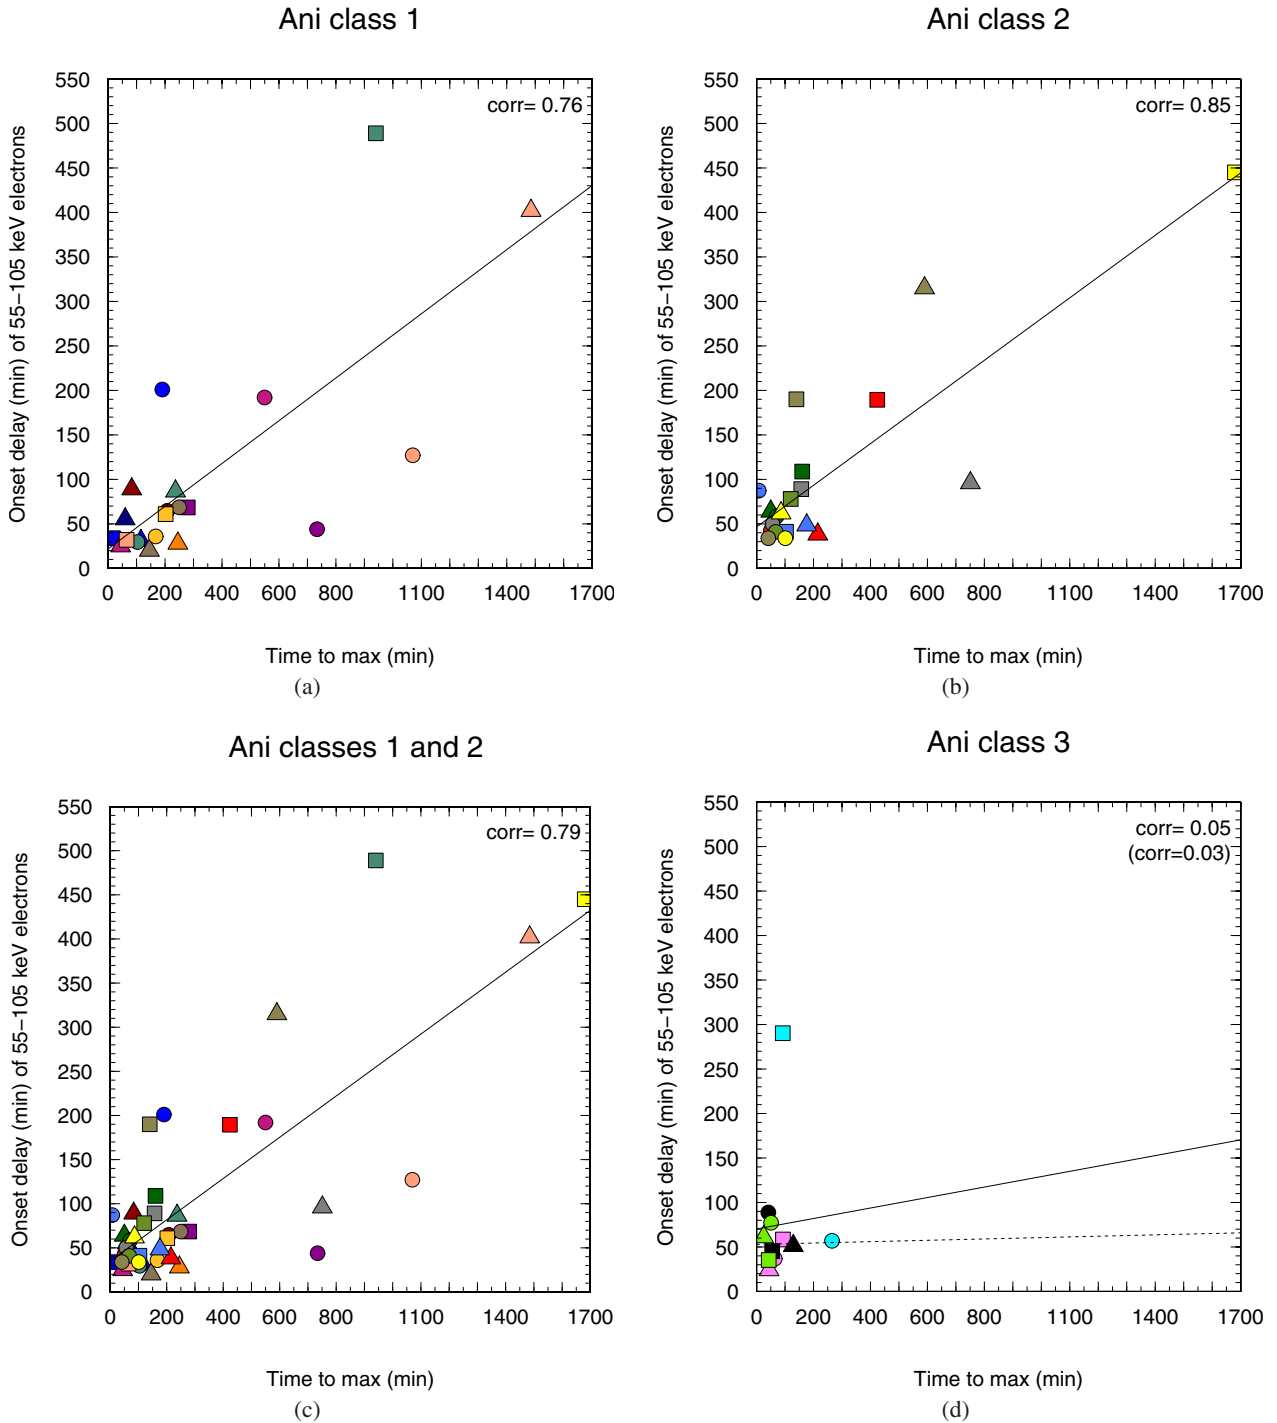 Ani class 1
corr= 0.76
Onset delay (min) of 55−105 keV electrons
550
500
450
400
350
300
250
200
150
100
50
0
0 200 400 600 800 1100 1400 1700
Time to max (min)
(a)
Ani class 2
corr= 0.85
Onset delay (min) of 55−105 keV electrons
550
500
450
400
350
300
250
200
150
100
50
0
0 200 400 600 800 1100 1400 1700
Time to max (min)
(b)
Ani classes 1 and 2
corr= 0.79
Onset delay (min) of 55−105 keV electrons
550
500
450
400
350
300
250
200
150
100
50
0
0 200 400 600 800 1100 1400 1700
Time to max (min)
(c)
Ani class 3
corr= 0.05
(corr=0.03)
Onset delay (min) of 55−105 keV electrons
550
500
450
400
350
300
250
200
150
100
50
0
0 200 400 600 800 1100 1400 1700
Time to max (min)
(d)